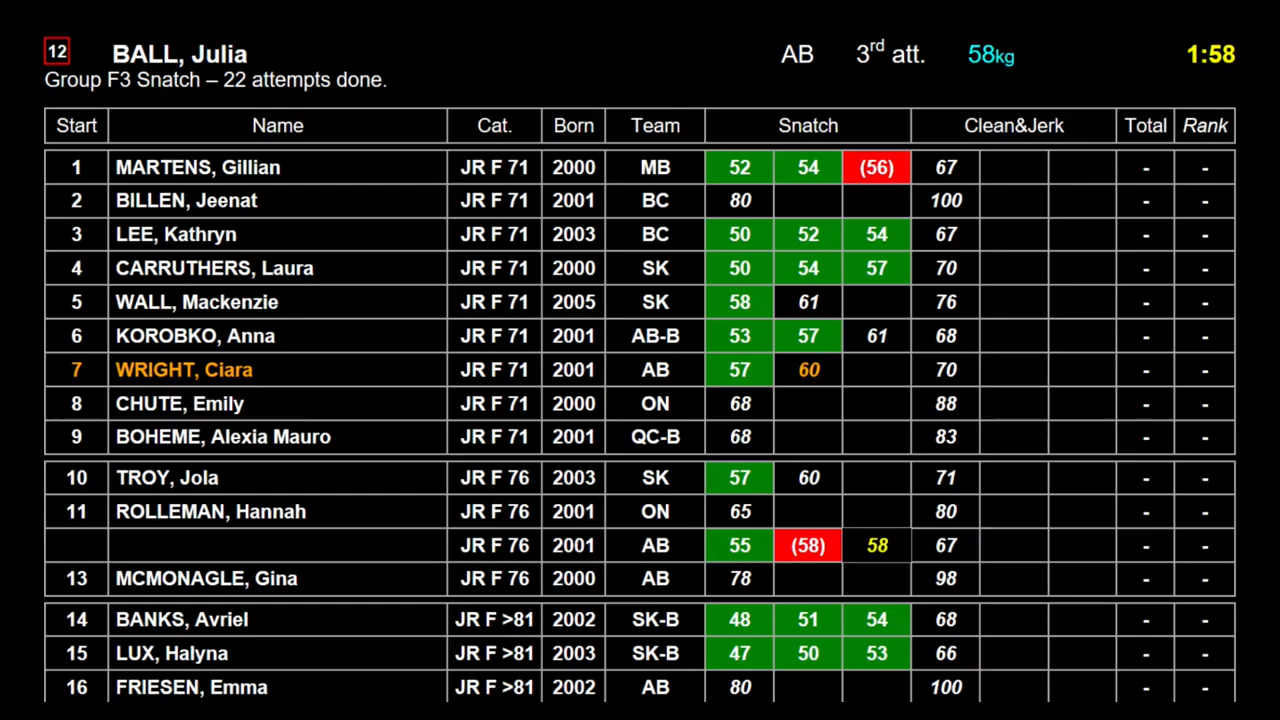 12 BALL, Julia AB 3rd att. 58kg 1:58
Group F3 Snatch – 22 attempts done.
Start Name Cat. Born Team Snatch Clean&Jerk Total Rank
1 MARTENS, Gillian JR F 71 2000 MB 52 54 (56) 67 - -
2 BILLEN, Jeenat JR F 71 2001 BC 80 100 - -
3 LEE, Kathryn JR F 71 2003 BC 50 52 54 67 - -
4 CARRUTHERS, Laura JR F 71 2000 SK 50 54 57 70 - -
5 WALL, Mackenzie JR F 71 2005 SK 58 61 76 - -
6 KOROBKO, Anna JR F 71 2001 AB-B 53 57 61 68 - -
7 WRIGHT, Ciara JR F 71 2001 AB 57 60 70 - -
8 CHUTE, Emily JR F 71 2000 ON 68 88 - -
9 BOHEME, Alexia Mauro JR F 71 2001 QC-B 68 83 - -
10 TROY, Jola JR F 76 2003 SK 57 60 71 - -
11 ROLLEMAN, Hannah JR F 76 2001 ON 65 80 - -
JR F 76 2001 AB 55 (58) 58 67 - -
13 MCMONAGLE, Gina JR F 76 2000 AB 78 98 - -
14 BANKS, Avriel JR F >81 2002 SK-B 48 51 54 68 - -
15 LUX, Halyna JR F >81 2003 SK-B 47 50 53 66 - -
16 FRIESEN, Emma JR F >81 2002 AB 80 100 - -